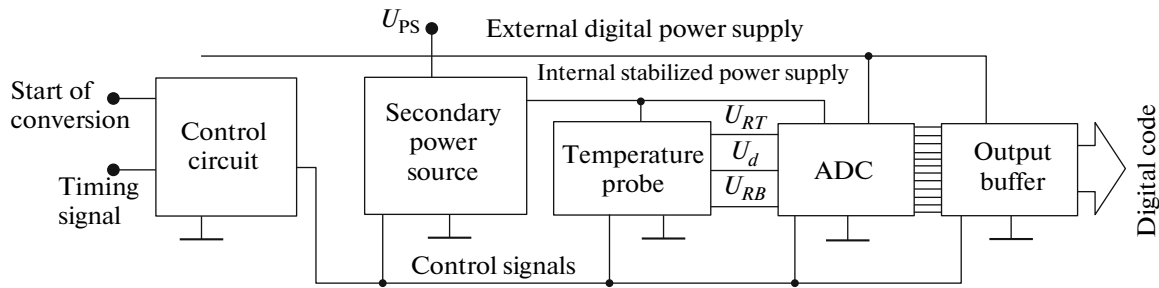 U_PS
External digital power supply
Internal stabilized power supply
Start of
conversion
Timing
signal
Control
circuit
Secondary
power
source
Temperature
probe
U_RT
U_d
U_RB
ADC
Output
buffer
Digital code
Control signals